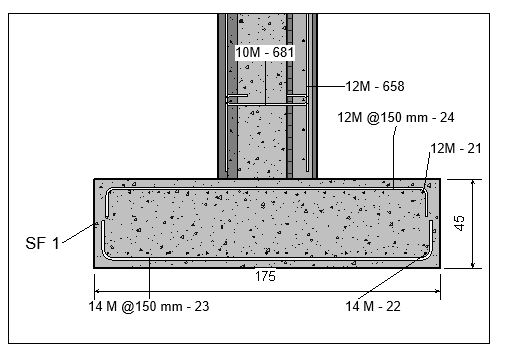 10M - 681
12M - 658
12M @150 mm - 24
12M - 21
SF 1
45
175
14 M @150 mm - 23
14 M - 22